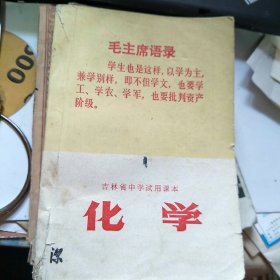 毛主席语录
学生也是这样,以学为主,
兼学别样,即不但学文,也要学
工、学农、学军,也要批判资产
阶级。
吉林省中学试用课本
化学